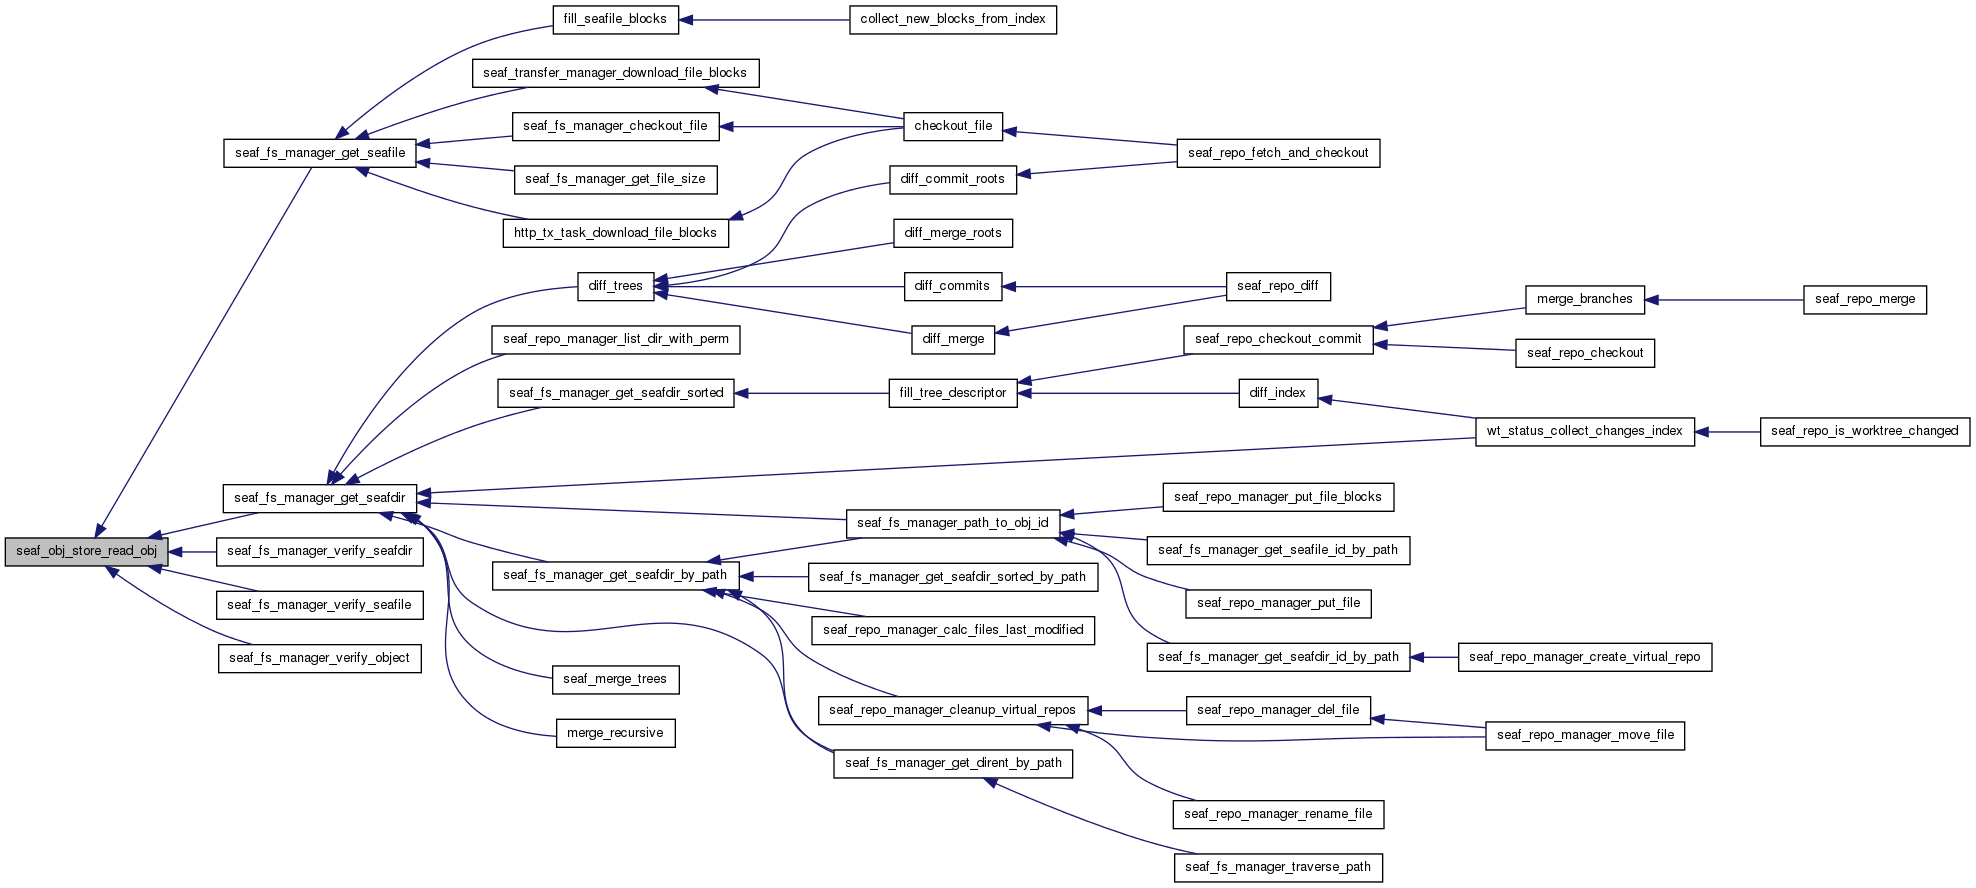 fill_seafile_blocks
collect_new_blocks_from_index
seaf_transfer_manager_download_file_blocks
seaf_fs_manager_checkout_file
checkout_file
seaf_fs_manager_get_seafile
seaf_repo_fetch_and_checkout
seaf_fs_manager_get_file_size
diff_commit_roots
http_tx_task_download_file_blocks
diff_merge_roots
diff_trees
diff_commits
seaf_repo_diff
merge_branches
seaf_repo_merge
seaf_repo_manager_list_dir_with_perm
diff_merge
seaf_repo_checkout_commit
seaf_repo_checkout
seaf_fs_manager_get_seafdir_sorted
fill_tree_descriptor
diff_index
wt_status_collect_changes_index
seaf_repo_is_worktree_changed
seaf_fs_manager_get_seafdir
seaf_repo_manager_put_file_blocks
seaf_fs_manager_path_to_obj_id
seaf_obj_store_read_obj
seaf_fs_manager_verify_seafdir
seaf_fs_manager_get_seafile_id_by_path
seaf_fs_manager_get_seafdir_by_path
seaf_fs_manager_get_seafdir_sorted_by_path
seaf_fs_manager_verify_seafile
seaf_repo_manager_put_file
seaf_repo_manager_calc_files_last_modified
seaf_fs_manager_verify_object
seaf_fs_manager_get_seafdir_id_by_path
seaf_repo_manager_create_virtual_repo
seaf_merge_trees
seaf_repo_manager_cleanup_virtual_repos
seaf_repo_manager_del_file
merge_recursive
seaf_repo_manager_move_file
seaf_fs_manager_get_dirent_by_path
seaf_repo_manager_rename_file
seaf_fs_manager_traverse_path